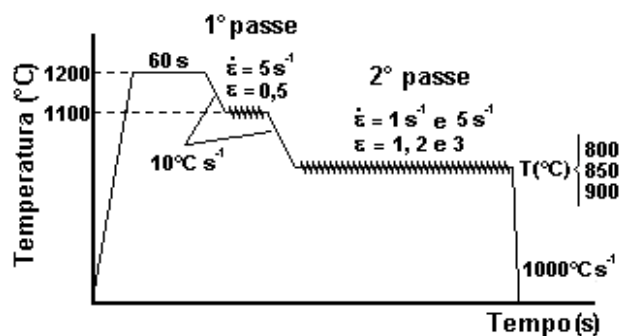 1° passe
ε̇ = 5 s⁻¹
ε = 0,5
60 s
2° passe
ε̇ = 1 s⁻¹ e 5 s⁻¹
ε = 1, 2 e 3
Temperatura (°C)
1200
1100
10°C s⁻¹
T(°C)
800
850
900
1000°C s⁻¹
Tempo(s)